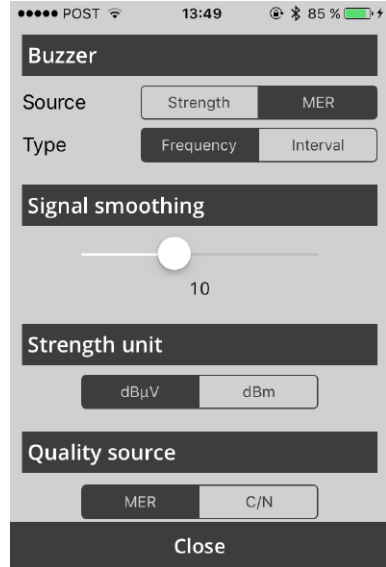 ●●●●● POST 13:49 85 %
Buzzer
Source Strength MER
Type Frequency Interval
Signal smoothing
10
Strength unit
dBµV dBm
Quality source
MER C/N
Close